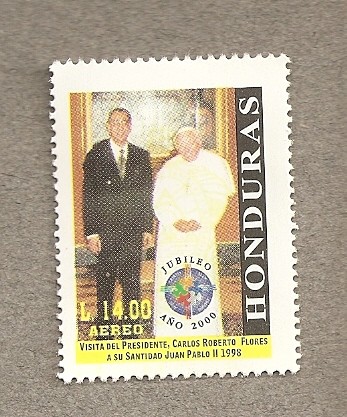 HONDURAS
JUBILEO
AÑO 2000
L 14.00
AEREO
VISITA DEL PRESIDENTE, CARLOS ROBERTO FLORES
A SU SANTIDAD JUAN PABLO II 1998